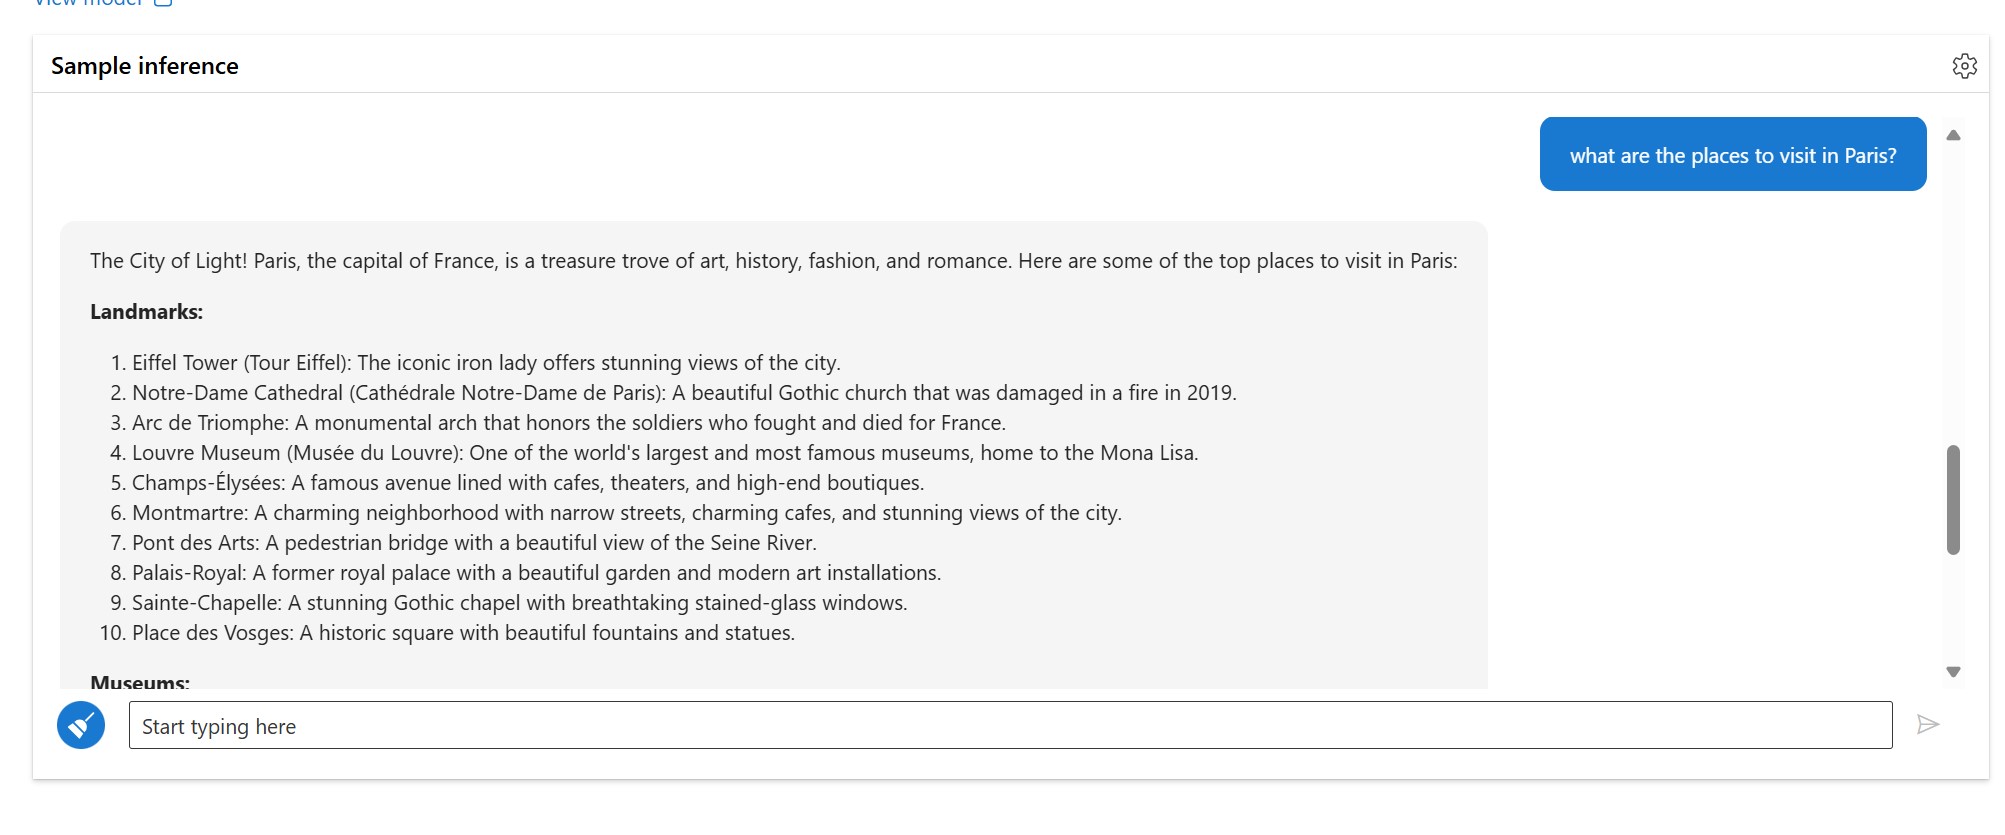 View model
Sample inference
what are the places to visit in Paris?
The City of Light! Paris, the capital of France, is a treasure trove of art, history, fashion, and romance. Here are some of the top places to visit in Paris:
Landmarks:
1. Eiffel Tower (Tour Eiffel): The iconic iron lady offers stunning views of the city.
2. Notre-Dame Cathedral (Cathédrale Notre-Dame de Paris): A beautiful Gothic church that was damaged in a fire in 2019.
3. Arc de Triomphe: A monumental arch that honors the soldiers who fought and died for France.
4. Louvre Museum (Musée du Louvre): One of the world's largest and most famous museums, home to the Mona Lisa.
5. Champs-Élysées: A famous avenue lined with cafes, theaters, and high-end boutiques.
6. Montmartre: A charming neighborhood with narrow streets, charming cafes, and stunning views of the city.
7. Pont des Arts: A pedestrian bridge with a beautiful view of the Seine River.
8. Palais-Royal: A former royal palace with a beautiful garden and modern art installations.
9. Sainte-Chapelle: A stunning Gothic chapel with breathtaking stained-glass windows.
10. Place des Vosges: A historic square with beautiful fountains and statues.
Museums:
Start typing here